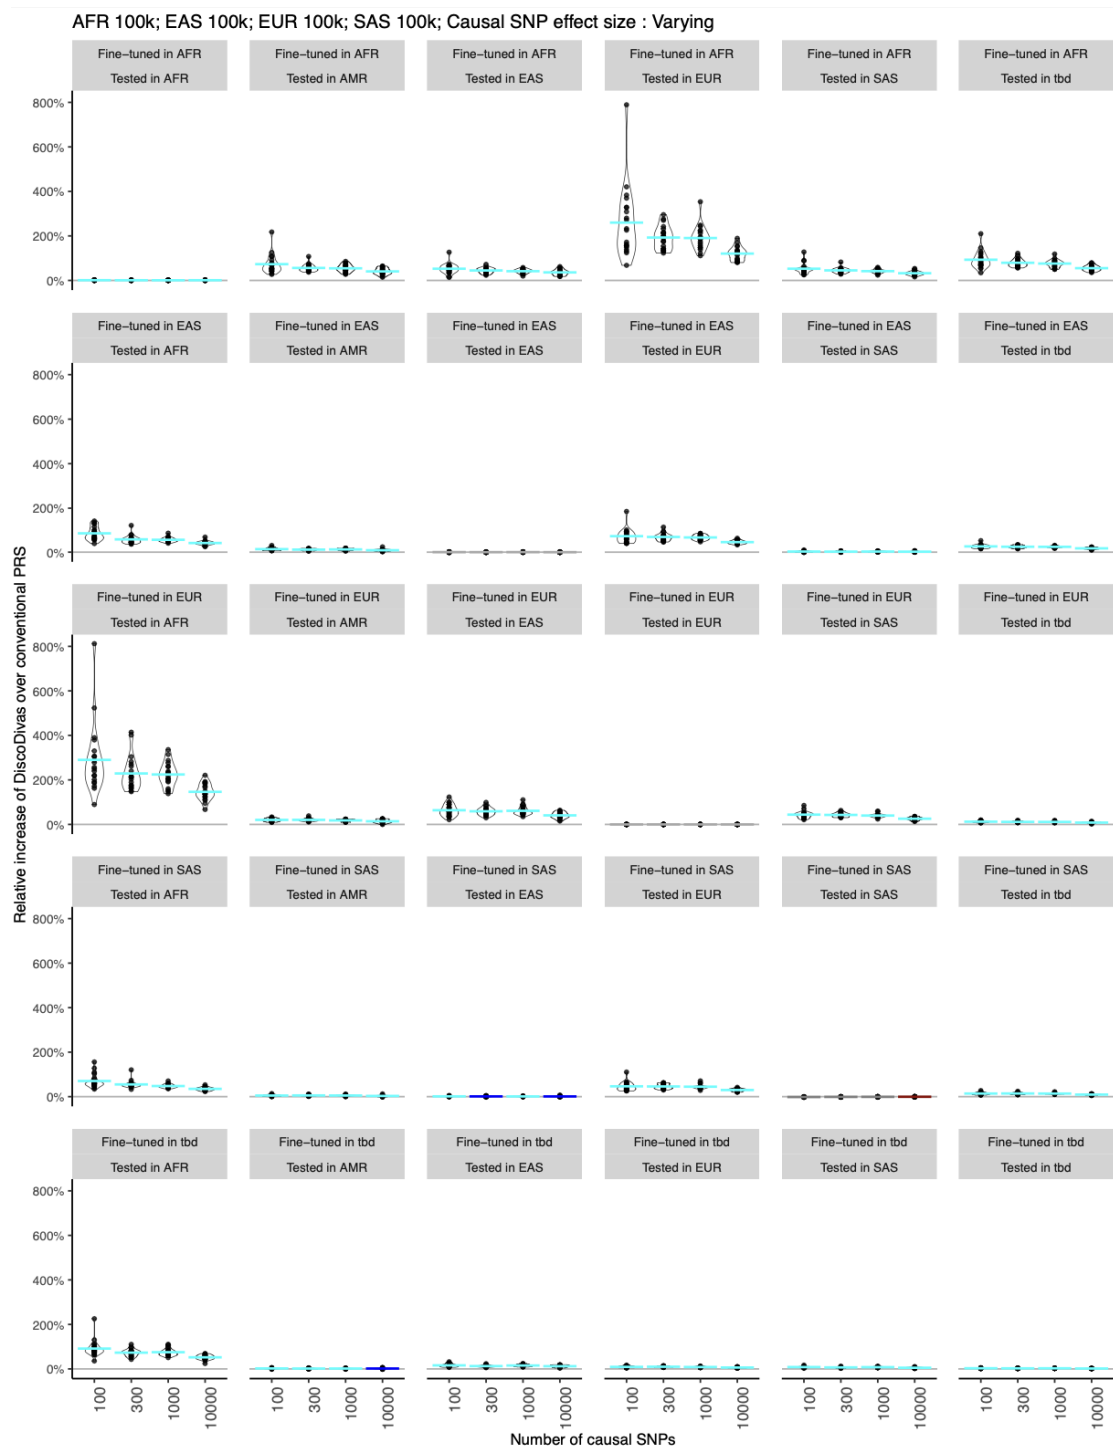 AFR 100k; EAS 100k; EUR 100k; SAS 100k; Causal SNP effect size : Varying
Fine−tuned in AFR Fine−tuned in AFR Fine−tuned in AFR Fine−tuned in AFR Fine−tuned in AFR Fine−tuned in AFR
Tested in AFR Tested in AMR Tested in EAS Tested in EUR Tested in SAS Tested in tbd
800%
600%
400%
200%
0%
Fine−tuned in EAS Fine−tuned in EAS Fine−tuned in EAS Fine−tuned in EAS Fine−tuned in EAS Fine−tuned in EAS
Tested in AFR Tested in AMR Tested in EAS Tested in EUR Tested in SAS Tested in tbd
800%
600%
400%
200%
0%
Fine−tuned in EUR Fine−tuned in EUR Fine−tuned in EUR Fine−tuned in EUR Fine−tuned in EUR Fine−tuned in EUR
Tested in AFR Tested in AMR Tested in EAS Tested in EUR Tested in SAS Tested in tbd
800%
600%
400%
200%
0%
Fine−tuned in SAS Fine−tuned in SAS Fine−tuned in SAS Fine−tuned in SAS Fine−tuned in SAS Fine−tuned in SAS
Tested in AFR Tested in AMR Tested in EAS Tested in EUR Tested in SAS Tested in tbd
800%
600%
400%
200%
0%
Fine−tuned in tbd Fine−tuned in tbd Fine−tuned in tbd Fine−tuned in tbd Fine−tuned in tbd Fine−tuned in tbd
Tested in AFR Tested in AMR Tested in EAS Tested in EUR Tested in SAS Tested in tbd
800%
600%
400%
200%
0%
100 300 1000 10000 100 300 1000 10000 100 300 1000 10000 100 300 1000 10000 100 300 1000 10000 100 300 1000 10000
Number of causal SNPs
Relative increase of DiscoDivas over conventional PRS